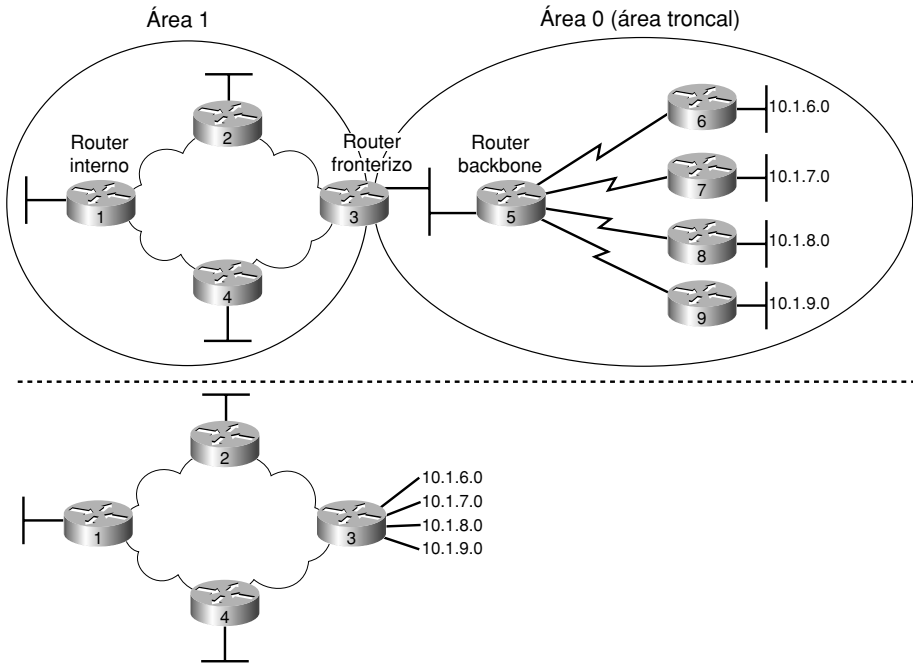 Área 1
Área 0 (área troncal)
Router
interno
1
2
4
Router
fronterizo
3
Router
backbone
5
6
10.1.6.0
7
10.1.7.0
8
10.1.8.0
9
10.1.9.0
2
1
3
4
10.1.6.0
10.1.7.0
10.1.8.0
10.1.9.0